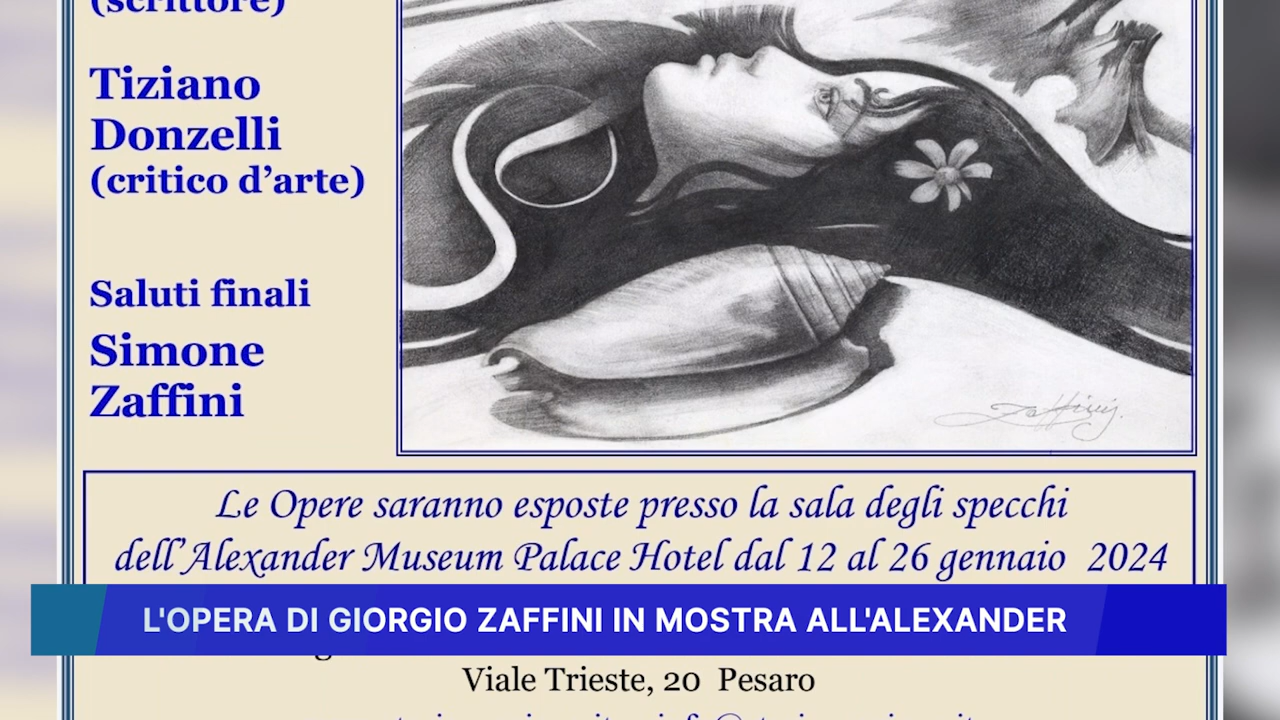 (scrittore)
Tiziano
Donzelli
(critico d'arte)
Saluti finali
Simone
Zaffini
Zaffini
Le Opere saranno esposte presso la sala degli specchi
dell'Alexander Museum Palace Hotel dal 12 al 26 gennaio 2024
L'OPERA DI GIORGIO ZAFFINI IN MOSTRA ALL'ALEXANDER
Viale Trieste, 20 Pesaro